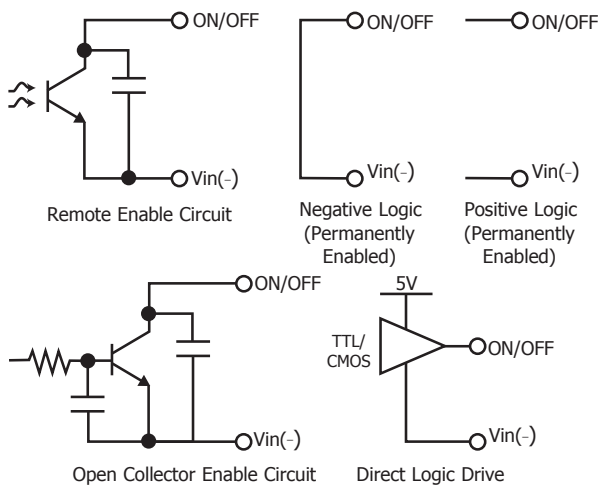 ON/OFF
Vin(-)
Remote Enable Circuit
ON/OFF
Vin(-)
Negative Logic
(Permanently
Enabled)
ON/OFF
Vin(-)
Positive Logic
(Permanently
Enabled)
ON/OFF
Vin(-)
Open Collector Enable Circuit
5V
TTL/
CMOS
ON/OFF
Vin(-)
Direct Logic Drive